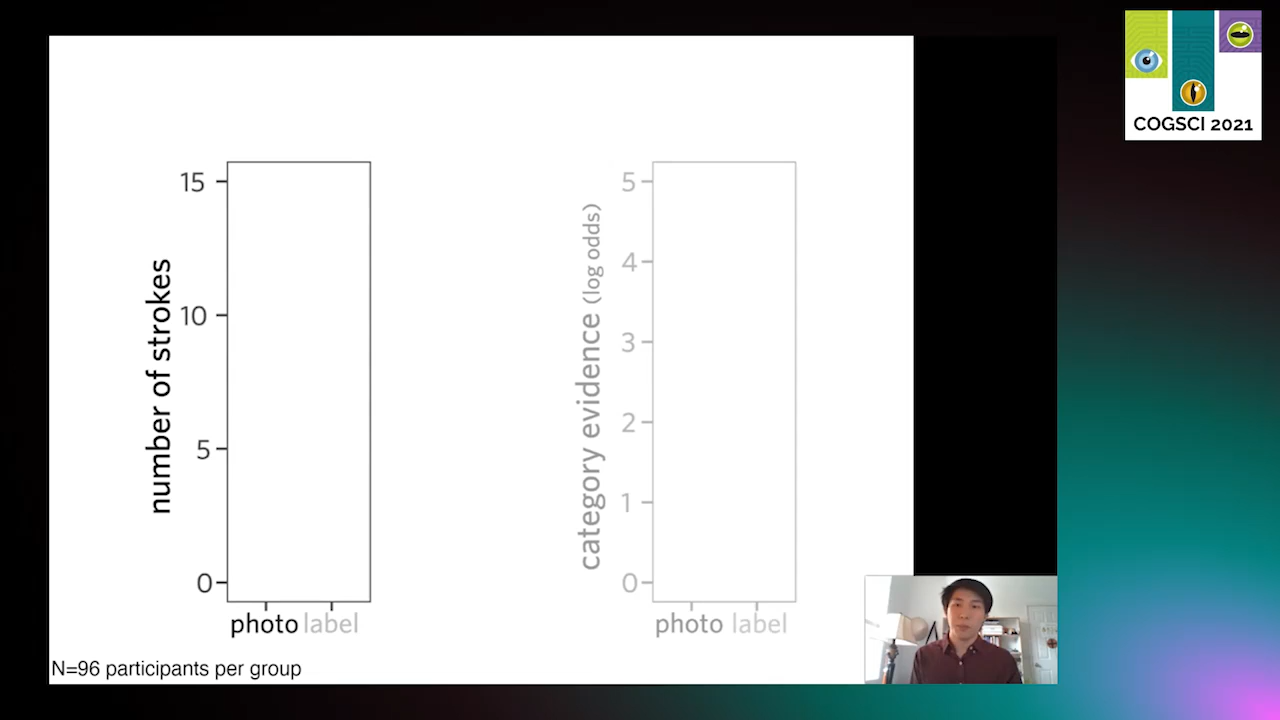 COGSCI 2021
number of strokes
15
10
5
0
photo label
category evidence (log odds)
5
4
3
2
1
0
photo label
N=96 participants per group